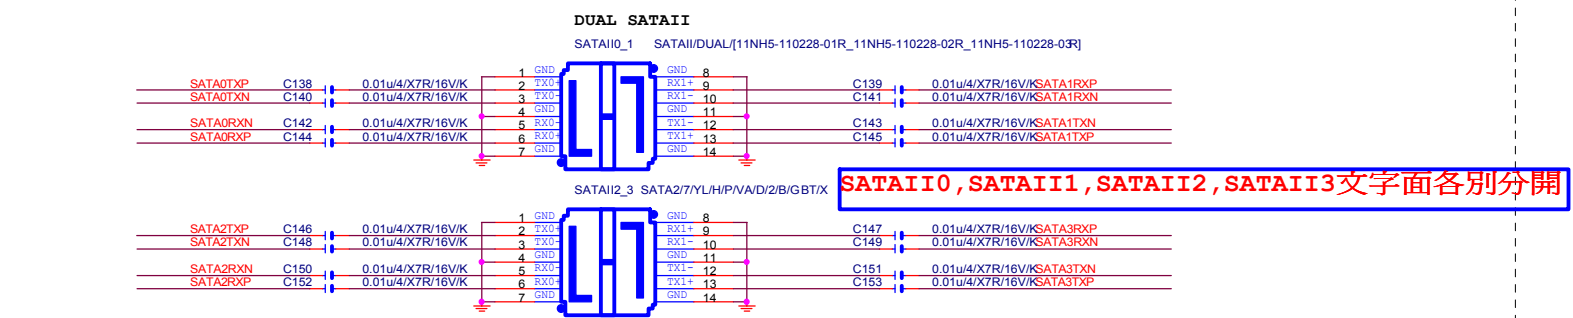 DUAL SATAII
SATAII0_1 SATAII/DUAL/[11NH5-110228-01R_11NH5-110228-02R_11NH5-110228-03R]
1 GND GND 8
SATA0TXP C138 0.01u/4/X7R/16V/K 2 TX0+ RX1+ 9 C139 0.01u/4/X7R/16V/K SATA1RXP
SATA0TXN C140 0.01u/4/X7R/16V/K 3 TX0- RX1- 10 C141 0.01u/4/X7R/16V/K SATA1RXN
4 GND GND 11
SATA0RXN C142 0.01u/4/X7R/16V/K 5 RX0- TX1- 12 C143 0.01u/4/X7R/16V/K SATA1TXN
SATA0RXP C144 0.01u/4/X7R/16V/K 6 RX0+ TX1+ 13 C145 0.01u/4/X7R/16V/K SATA1TXP
7 GND GND 14
SATAII2_3 SATA2/7/YL/H/P/VA/D/2/B/GBT/X SATAII0,SATAII1,SATAII2,SATAII3文字面各別分開
1 GND GND 8
SATA2TXP C146 0.01u/4/X7R/16V/K 2 TX0+ RX1+ 9 C147 0.01u/4/X7R/16V/K SATA3RXP
SATA2TXN C148 0.01u/4/X7R/16V/K 3 TX0- RX1- 10 C149 0.01u/4/X7R/16V/K SATA3RXN
4 GND GND 11
SATA2RXN C150 0.01u/4/X7R/16V/K 5 RX0- TX1- 12 C151 0.01u/4/X7R/16V/K SATA3TXN
SATA2RXP C152 0.01u/4/X7R/16V/K 6 RX0+ TX1+ 13 C153 0.01u/4/X7R/16V/K SATA3TXP
7 GND GND 14